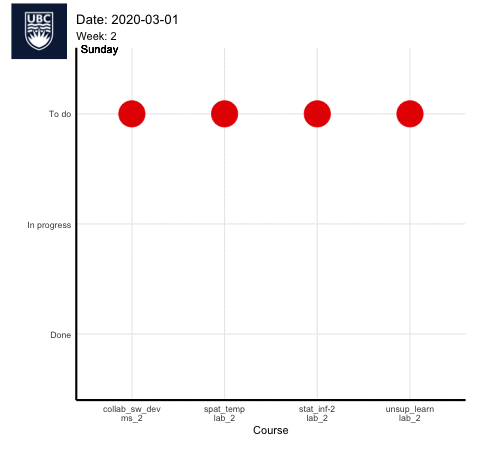 UBC
Date: 2020-03-01
Week: 2
Sunday
To do
In progress
Done
collab_sw_dev spat_temp stat_inf-2 unsup_learn
ms_2 lab_2 lab_2 lab_2
Course